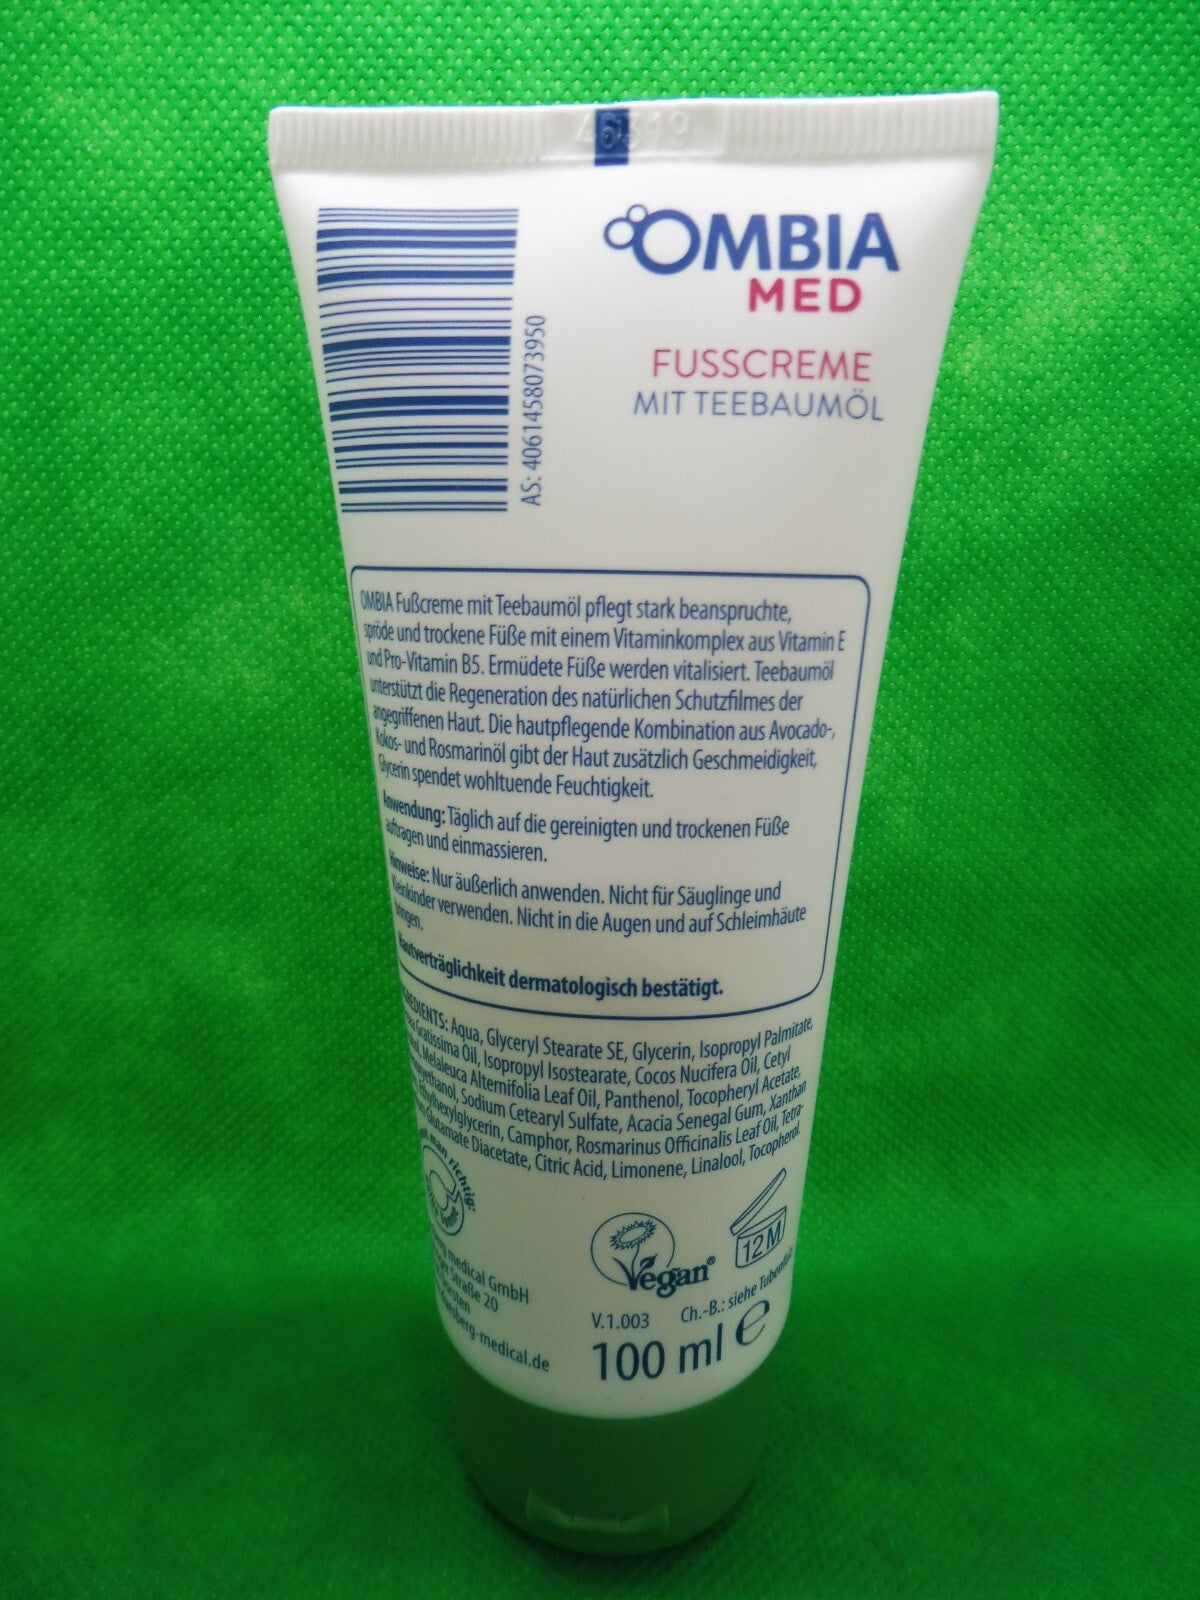 OMBIA
MED
FUSSCREME
MIT TEEBAUMÖL
AS: 4061458073950
OMBIA Fußcreme mit Teebaumöl pflegt stark beanspruchte,
spröde und trockene Füße mit einem Vitaminkomplex aus Vitamin E
und Pro-Vitamin B5. Ermüdete Füße werden vitalisiert. Teebaumöl
unterstützt die Regeneration des natürlichen Schutzfilmes der
angegriffenen Haut. Die hautpflegende Kombination aus Avocado-,
Kokos- und Rosmarinöl gibt der Haut zusätzlich Geschmeidigkeit,
Glycerin spendet wohltuende Feuchtigkeit.
Anwendung: Täglich auf die gereinigten und trockenen Füße
auftragen und einmassieren.
Hinweise: Nur äußerlich anwenden. Nicht für Säuglinge und
Kleinkinder verwenden. Nicht in die Augen und auf Schleimhäute
bringen.
Hautverträglichkeit dermatologisch bestätigt.
INGREDIENTS: Aqua, Glyceryl Stearate SE, Glycerin, Isopropyl Palmitate,
Gratissima Oil, Isopropyl Isostearate, Cocos Nucifera Oil, Cetyl
Melaleuca Alternifolia Leaf Oil, Panthenol, Tocopheryl Acetate,
Sodium Cetearyl Sulfate, Acacia Senegal Gum, Xanthan
Ethylhexylglycerin, Camphor, Rosmarinus Officinalis Leaf Oil, Tetra-
Glutamate Diacetate, Citric Acid, Limonene, Linalool, Tocopherol.
man richtig:
medical GmbH
Straße 20
berg-medical.de
Vegan®
12M
V.1.003
Ch.-B.: siehe Tubenfalz
100 ml e